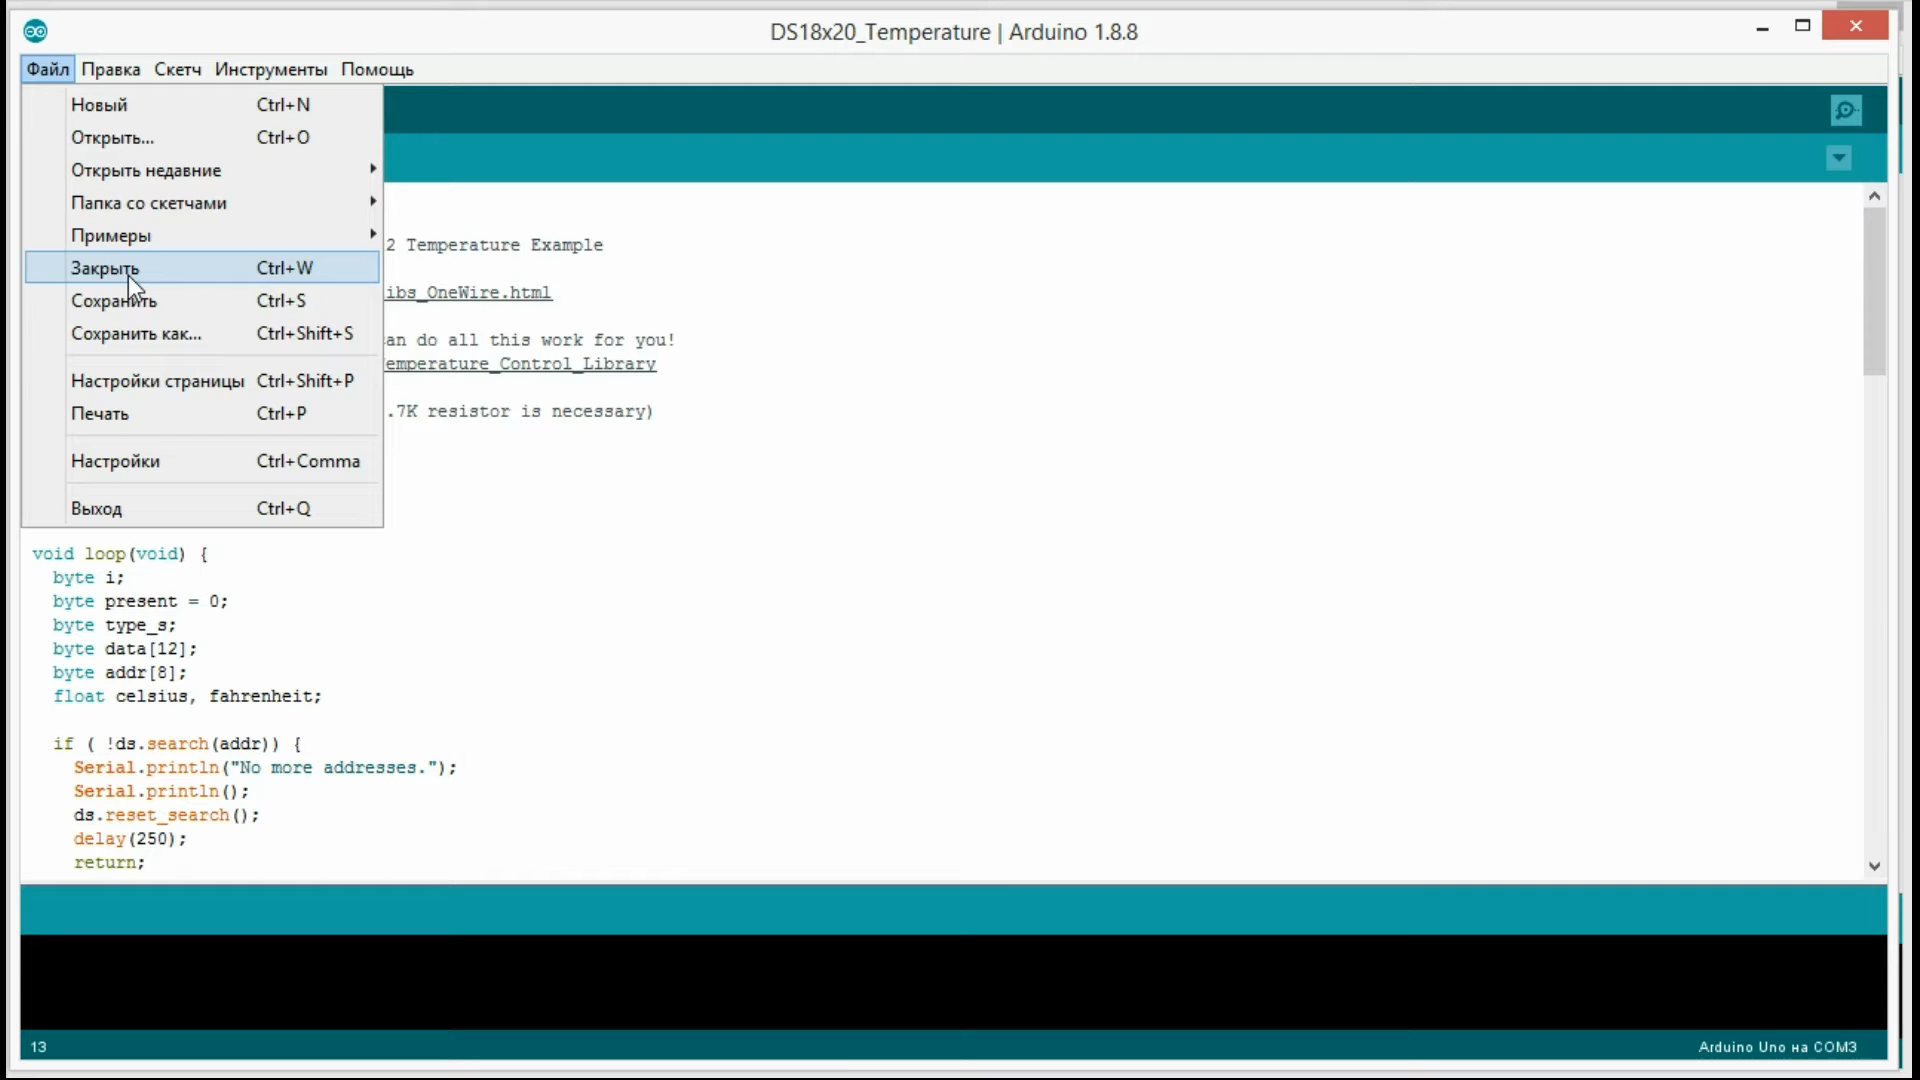 DS18x20_Temperature | Arduino 1.8.8
Файл Правка Скетч Инструменты Помощь
Новый Ctrl+N
Открыть... Ctrl+O
Открыть недавние
Папка со скетчами
Примеры
Закрыть Ctrl+W
Сохранить Ctrl+S
Сохранить как... Ctrl+Shift+S
Настройки страницы Ctrl+Shift+P
Печать Ctrl+P
Настройки Ctrl+Comma
Выход Ctrl+Q
2 Temperature Example
ibs_OneWire.html
an do all this work for you!
emperature_Control_Library
.7K resistor is necessary)
void loop(void) {
byte i;
byte present = 0;
byte type_s;
byte data[12];
byte addr[8];
float celsius, fahrenheit;
if ( !ds.search(addr)) {
Serial.println("No more addresses.");
Serial.println();
ds.reset_search();
delay(250);
return;
13
Arduino Uno на COM3